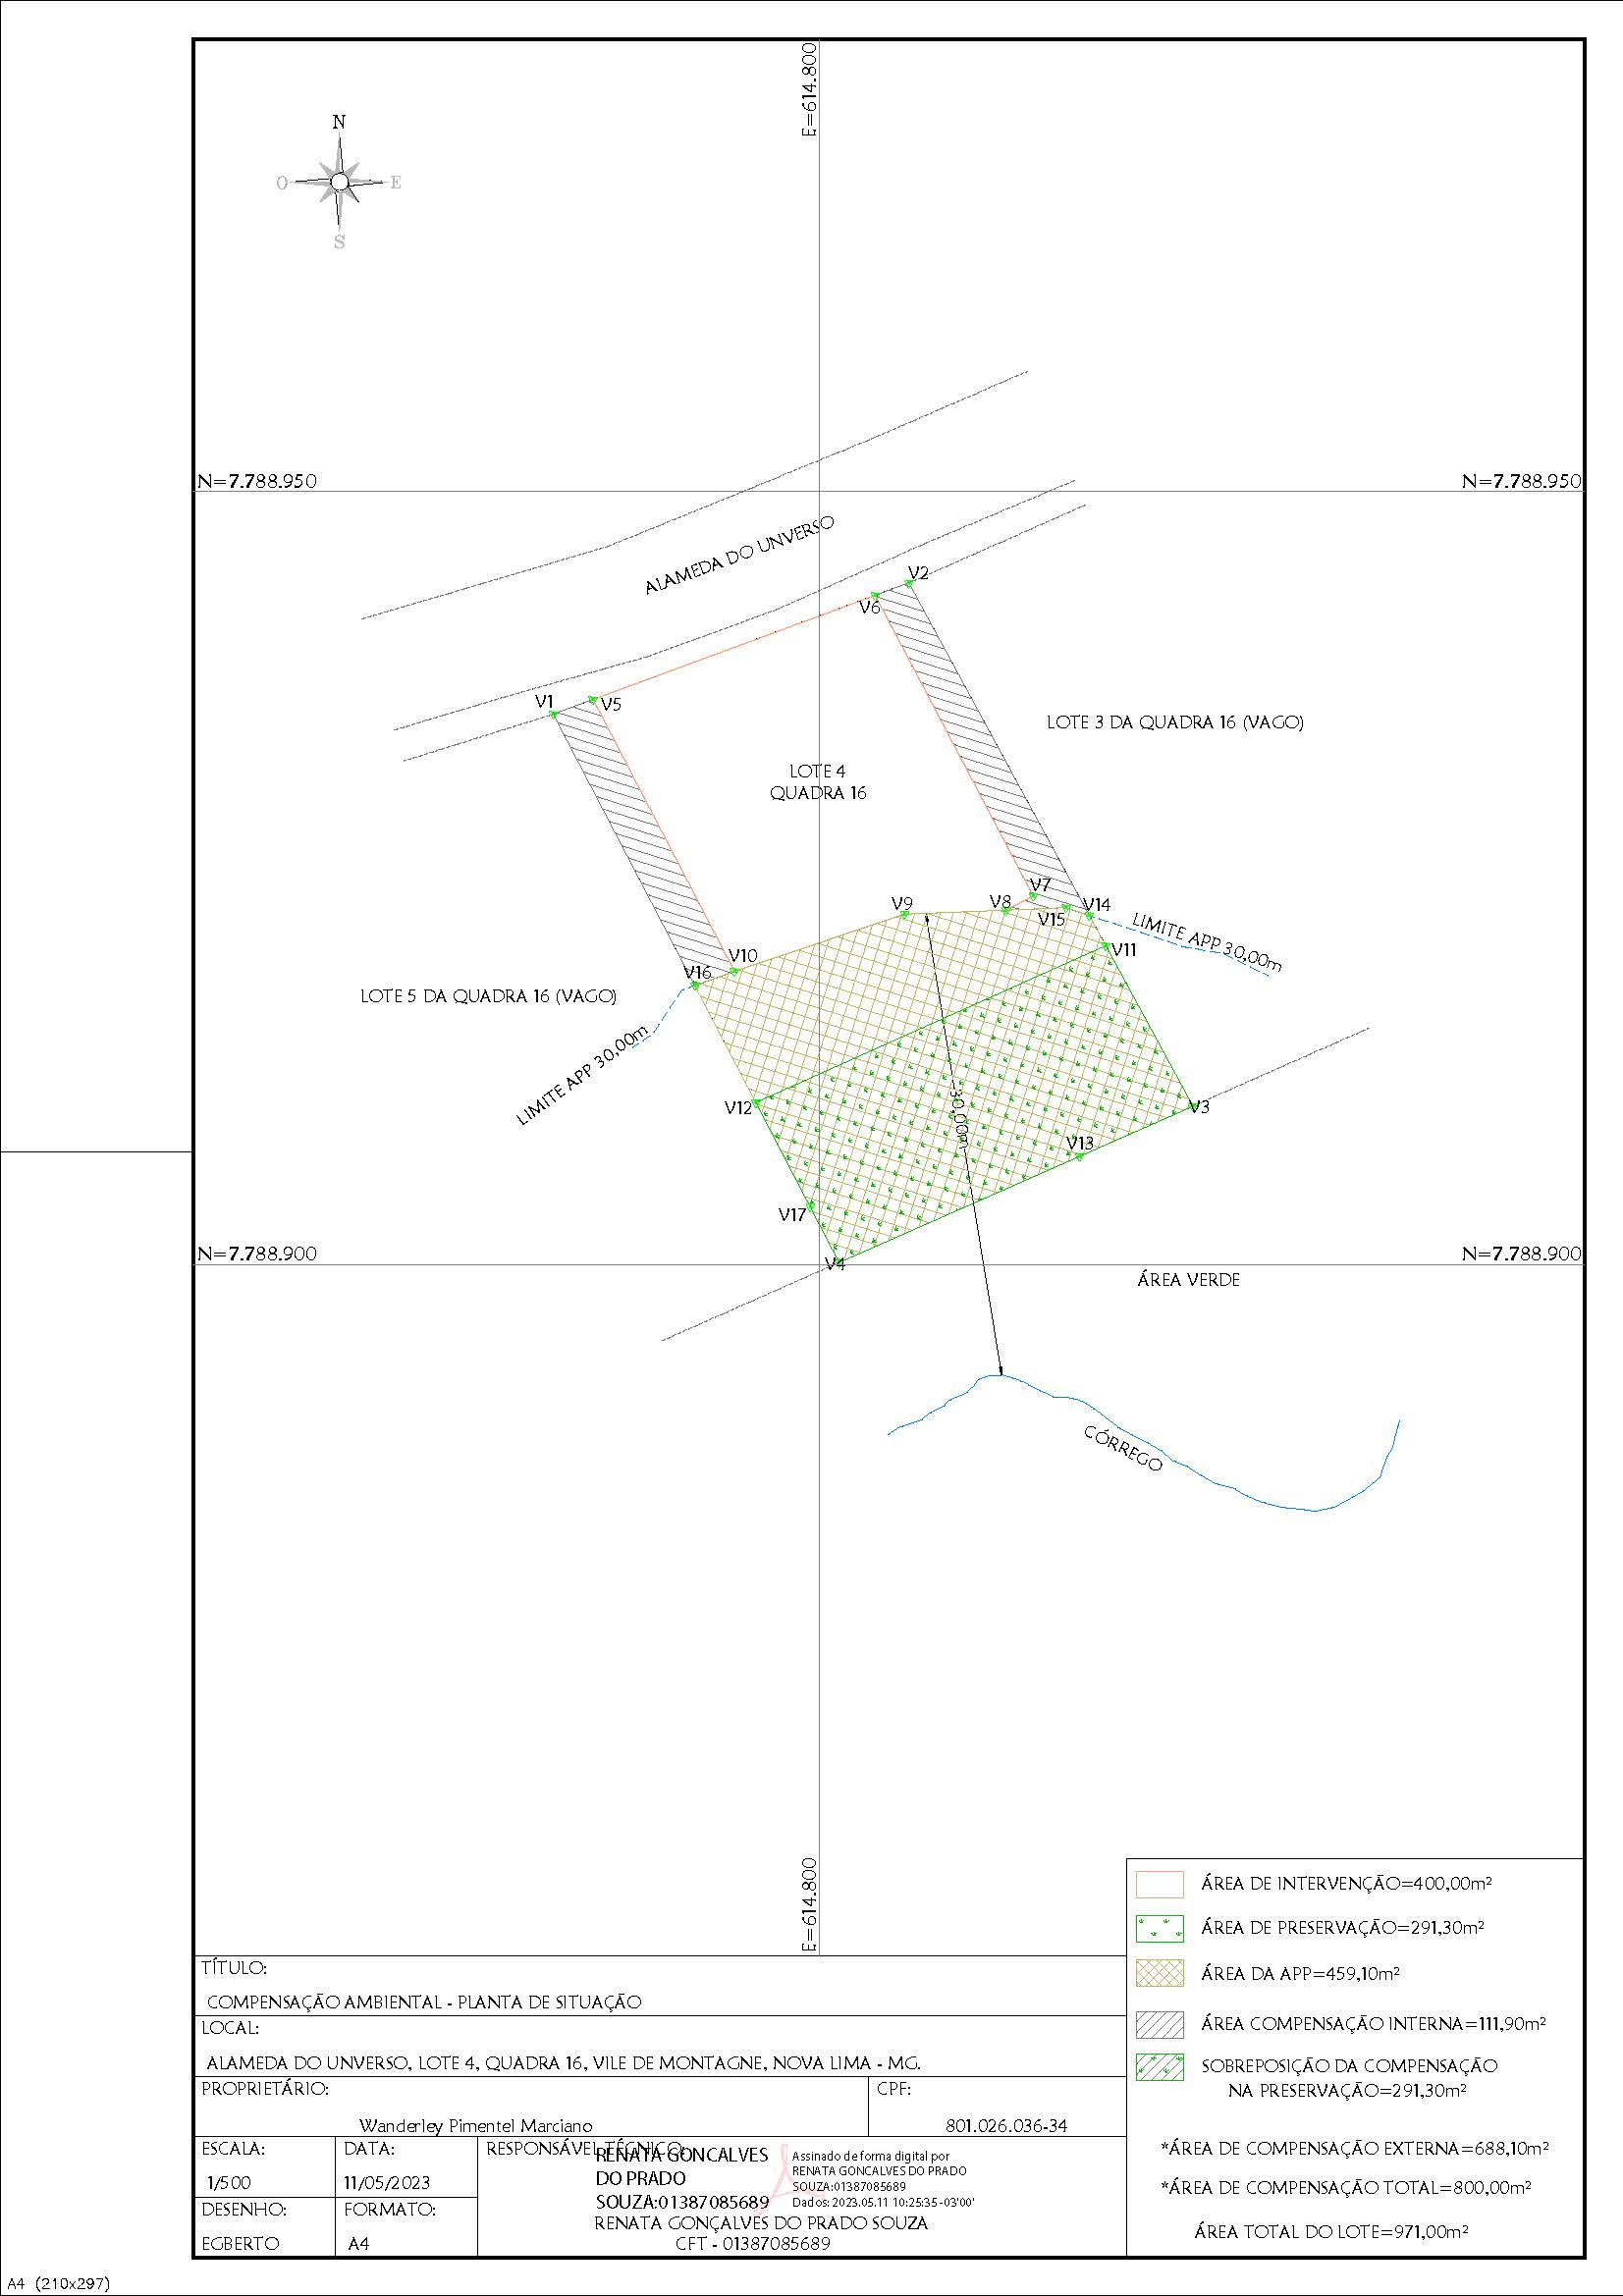 E=614.800
N
O
E
S
N=7.788.950
N=7.788.950
ALAMEDA DO UNVERSO
V2
V6
V1
V5
LOTE 3 DA QUADRA 16 (VAGO)
LOTE 4
QUADRA 16
V7
V9
V8
V14
V15
LIMITE APP 30,00m
V11
V10
V16
LOTE 5 DA QUADRA 16 (VAGO)
LIMITE APP 30,00m
V12
30,00m
V3
V13
V17
N=7.788.900
N=7.788.900
V4
ÁREA VERDE
CÓRREGO
E=614.800
ÁREA DE INTERVENÇÃO=400,00m²
ÁREA DE PRESERVAÇÃO=291,30m²
ÁREA DA APP=459,10m²
ÁREA COMPENSAÇÃO INTERNA=111,90m²
SOBREPOSIÇÃO DA COMPENSAÇÃO
NA PRESERVAÇÃO=291,30m²
*ÁREA DE COMPENSAÇÃO EXTERNA=688,10m²
*ÁREA DE COMPENSAÇÃO TOTAL=800,00m²
ÁREA TOTAL DO LOTE=971,00m²
TÍTULO:
COMPENSAÇÃO AMBIENTAL - PLANTA DE SITUAÇÃO
LOCAL:
ALAMEDA DO UNVERSO, LOTE 4, QUADRA 16, VILE DE MONTAGNE, NOVA LIMA - MG.
PROPRIETÁRIO:
CPF:
Wanderley Pimentel Marciano
801.026.036-34
ESCALA:
DATA:
RESPONSÁVEL TÉCNICO:
1/500
11/05/2023
RENATA GONCALVES
DO PRADO
SOUZA:01387085689
Assinado de forma digital por
RENATA GONCALVES DO PRADO
SOUZA:01387085689
Dados: 2023.05.11 10:25:35 -03'00'
DESENHO:
FORMATO:
RENATA GONÇALVES DO PRADO SOUZA
EGBERTO
A4
CFT - 01387085689
A4 (210x297)